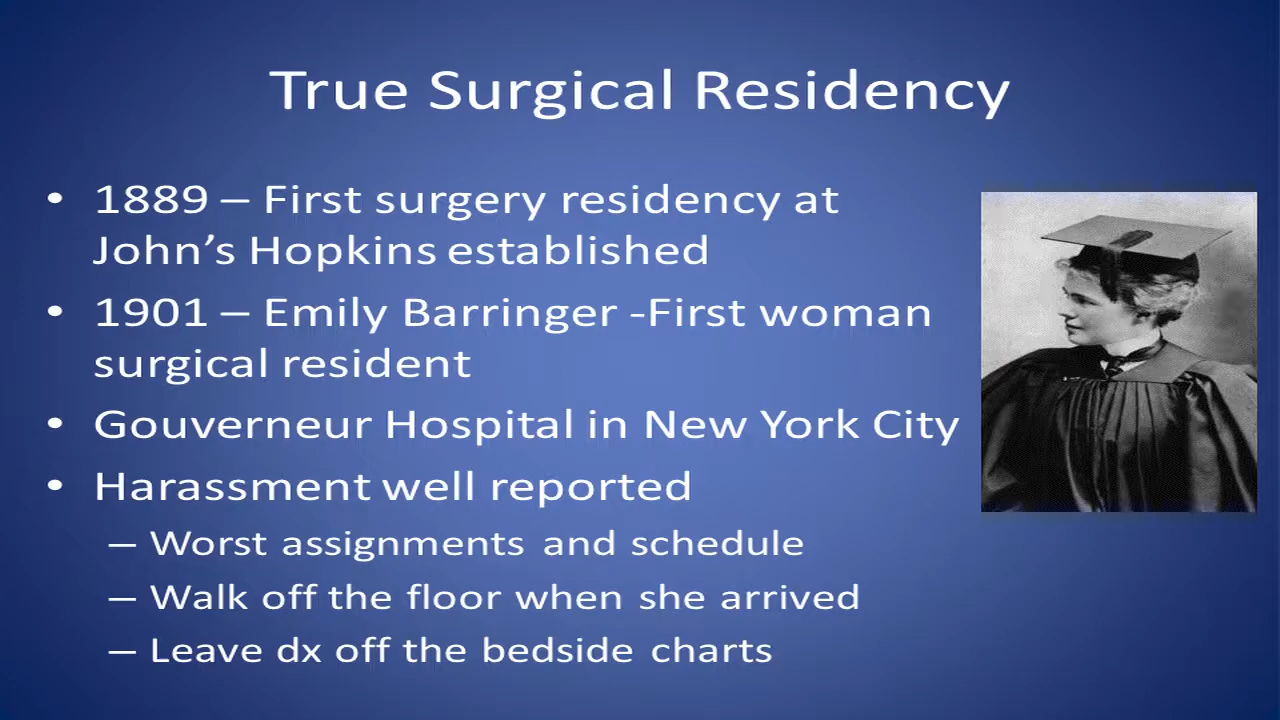 True Surgical Residency
• 1889 – First surgery residency at
John’s Hopkins established
• 1901 – Emily Barringer -First woman
surgical resident
• Gouverneur Hospital in New York City
• Harassment well reported
– Worst assignments and schedule
– Walk off the floor when she arrived
– Leave dx off the bedside charts